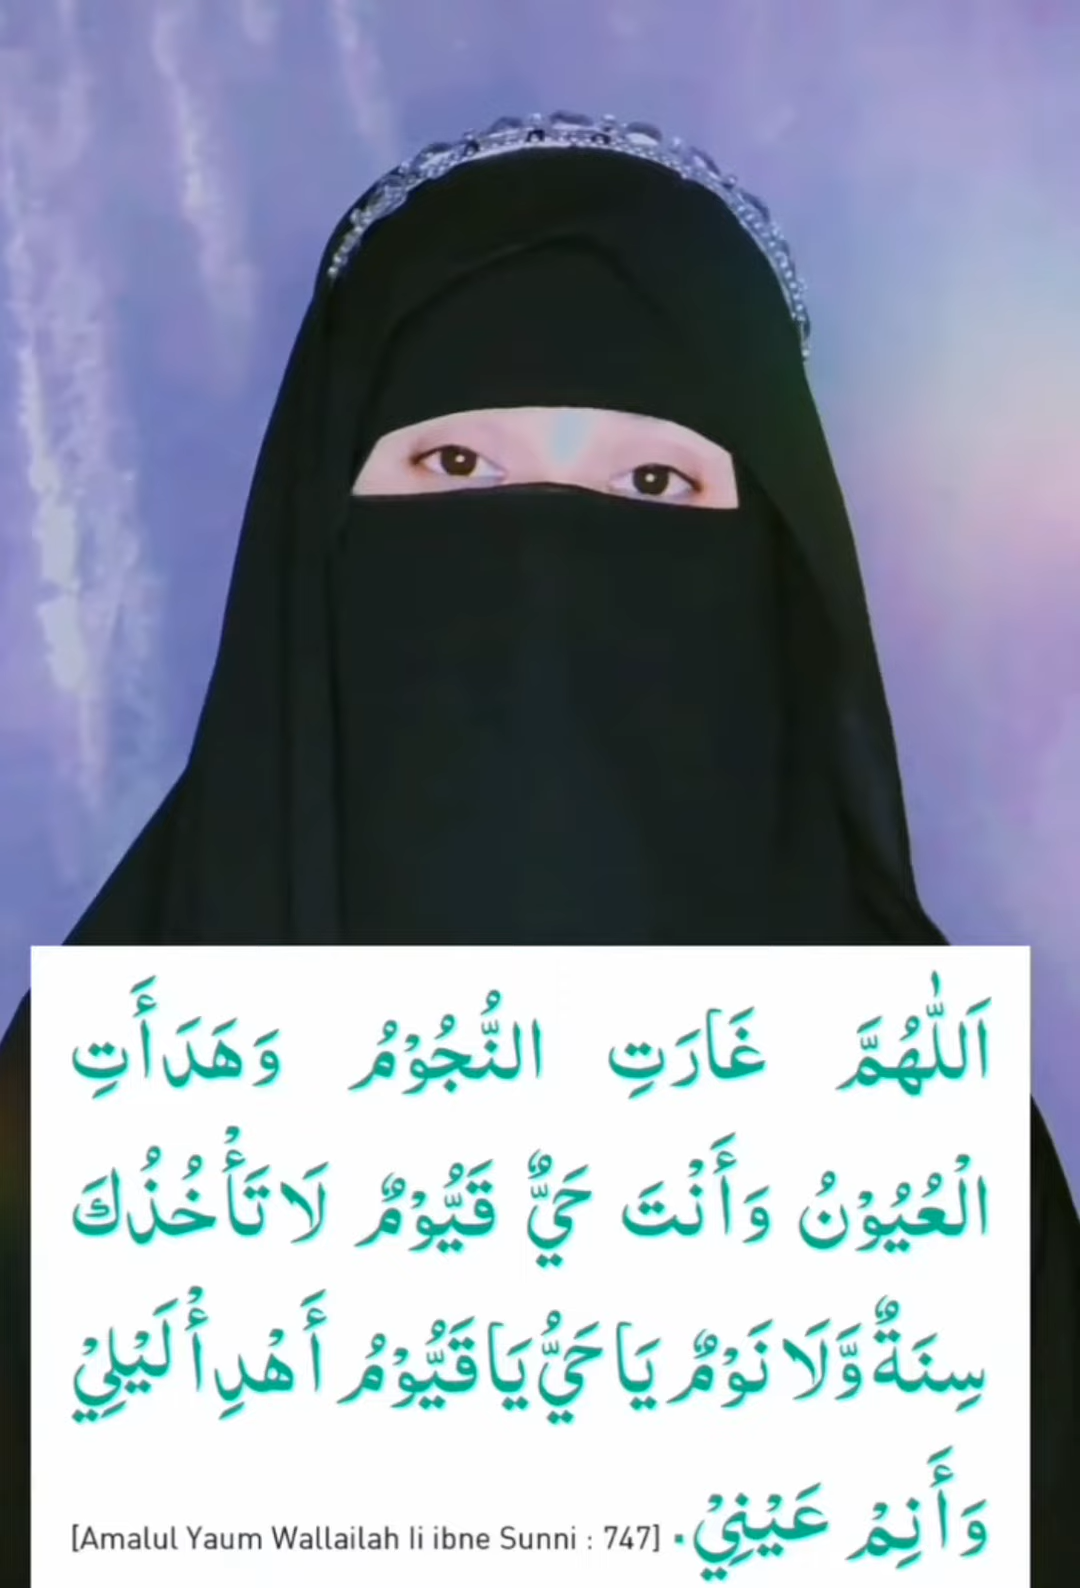 اَللّٰهُمَّ غَارَتِ النُّجُوْمُ وَهَدَأَتِ
الْعُيُوْنُ وَأَنْتَ حَيٌّ قَيُّوْمٌ لَا تَأْخُذُكَ
سِنَةٌ وَّلَا نَوْمٌ يَا حَيُّ يَا قَيُّوْمُ أَهْدِأْ لَيْلِيْ
وَأَنِمْ عَيْنِيْ. [Amalul Yaum Wallailah li ibne Sunni : 747]